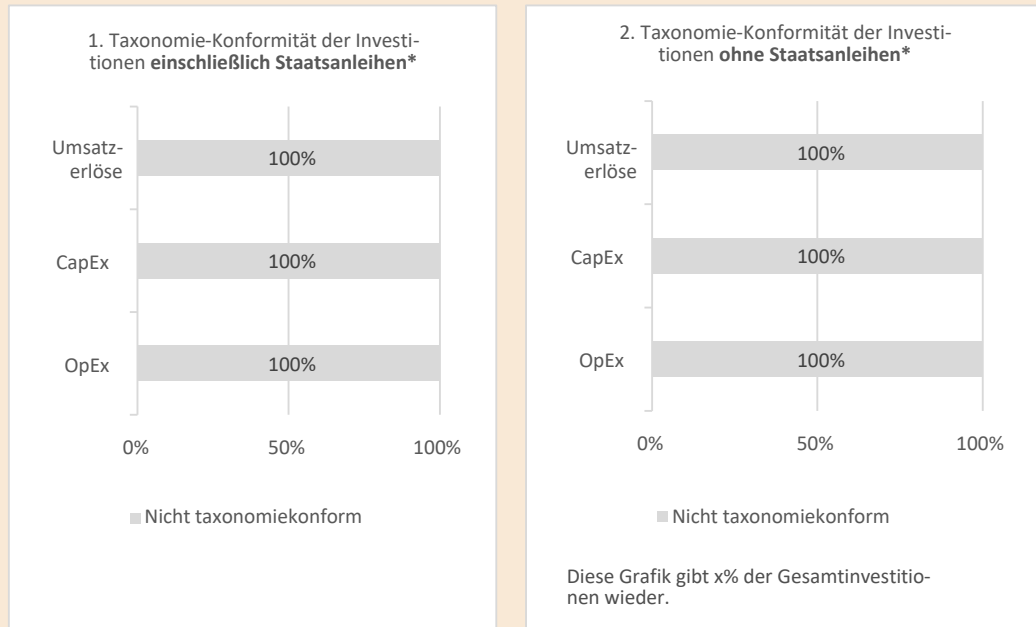 1. Taxonomie-Konformität der Investi-
tionen einschließlich Staatsanleihen*
Umsatz-
erlöse
100%
CapEx
100%
OpEx
100%
0%
50%
100%
Nicht taxonomiekonform
2. Taxonomie-Konformität der Investi-
tionen ohne Staatsanleihen*
Umsatz-
erlöse
100%
CapEx
100%
OpEx
100%
0%
50%
100%
Nicht taxonomiekonform
Diese Grafik gibt x% der Gesamtinvestitio-
nen wieder.